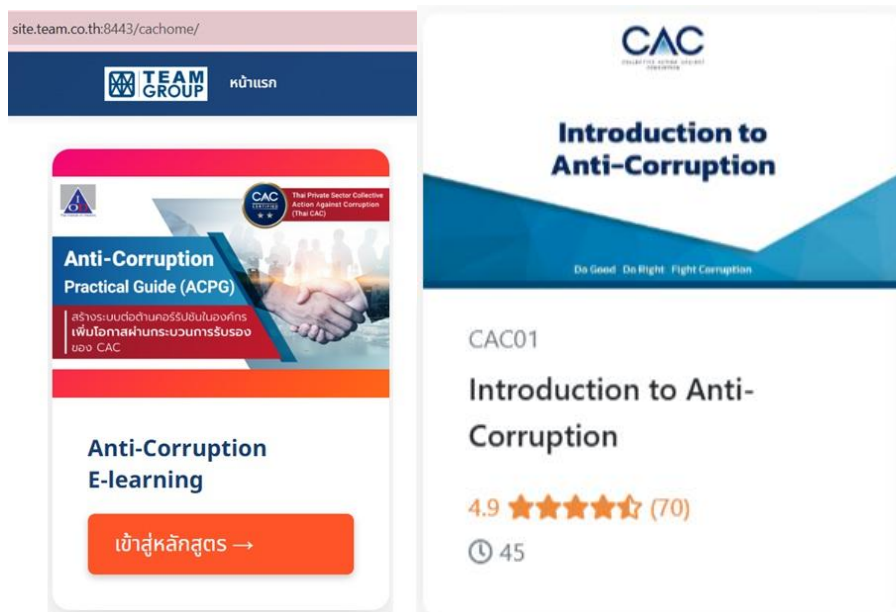 site.team.co.th:8443/cachome/
TEAM
GROUP
หน้าแรก
CAC
CERTIFIED
Thai Private Sector Collective
Action Against Corruption
(Thai CAC)
Anti-Corruption
Practical Guide (ACPG)
สร้างระบบต่อต้านคอร์รัปชันในองค์กร
เพิ่มโอกาสผ่านกระบวนการรับรอง
ของ CAC
Anti-Corruption
E-learning
เข้าสู่หลักสูตร →
CAC
Introduction to
Anti-Corruption
Do Good Do Right Fight Corruption
CAC01
Introduction to Anti-
Corruption
4.9 (70)
45